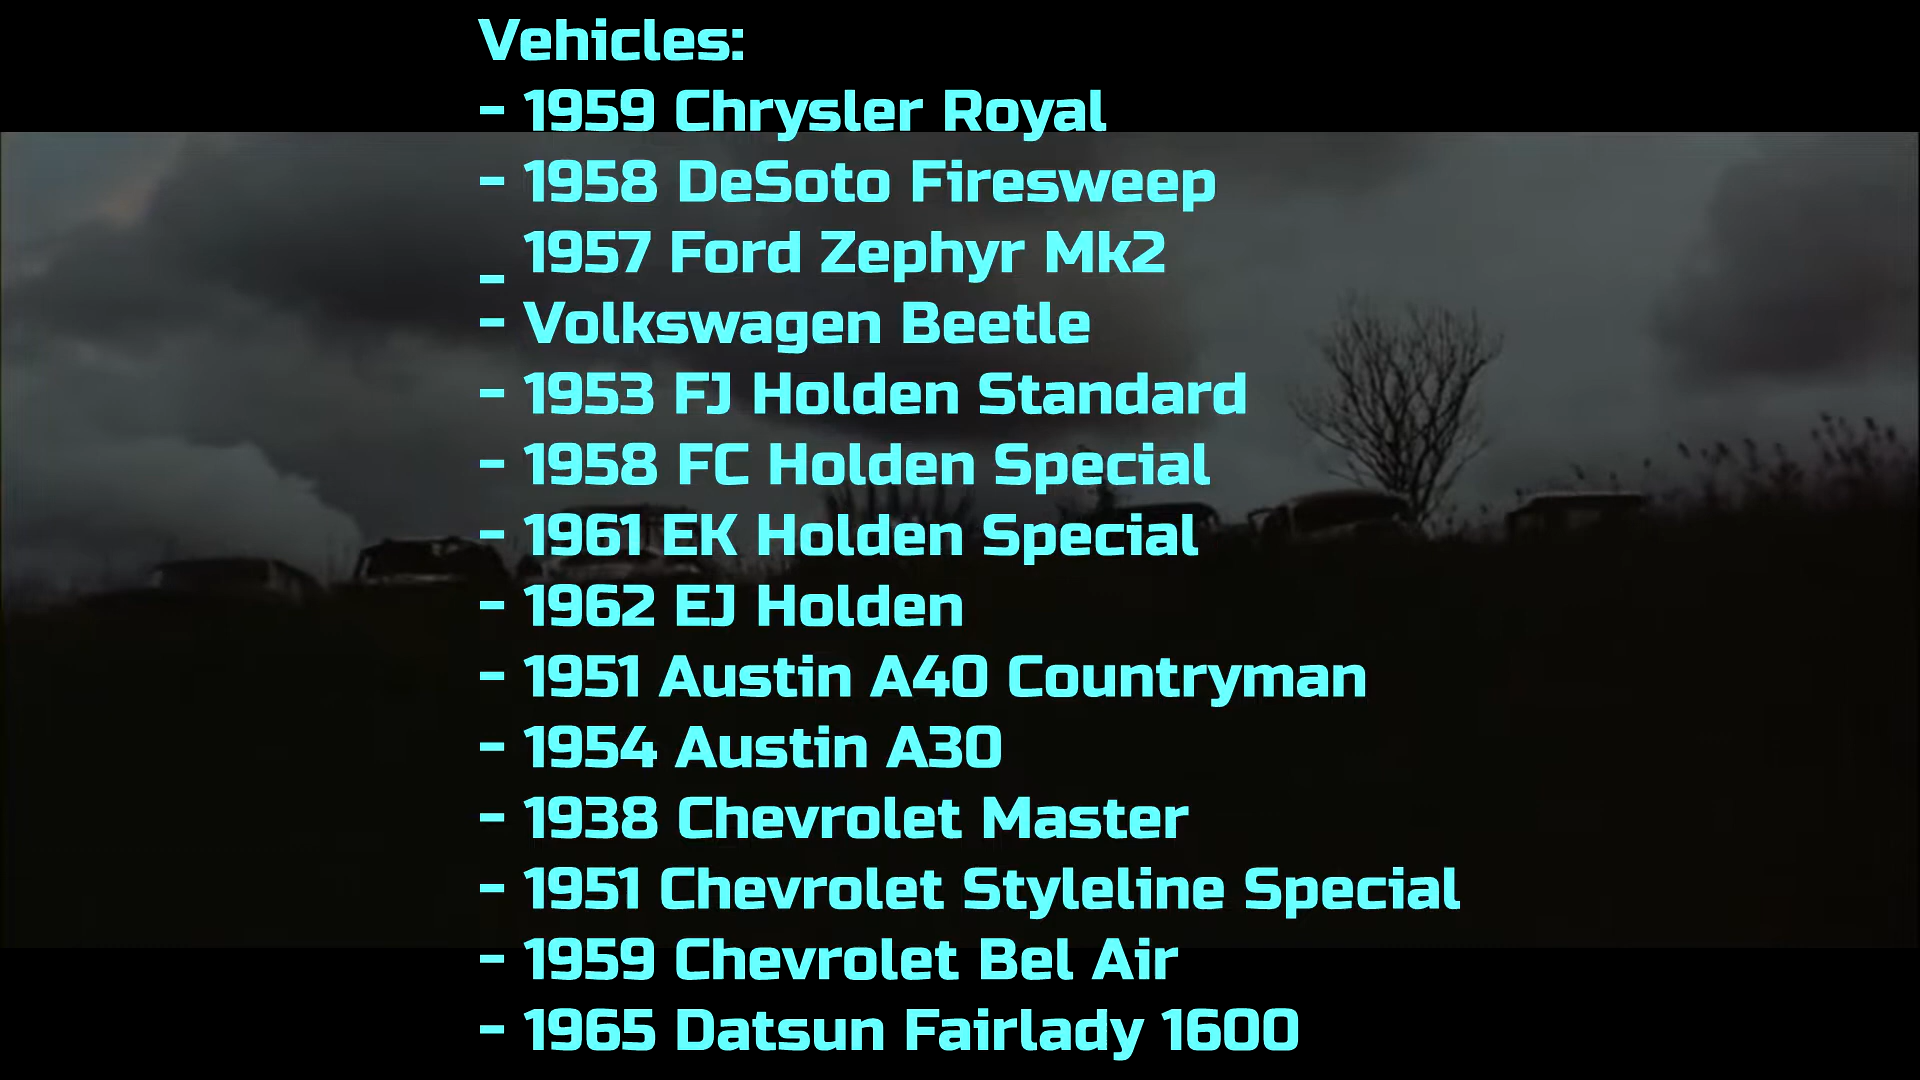 Vehicles:
- 1959 Chrysler Royal
- 1958 DeSoto Firesweep
- 1957 Ford Zephyr Mk2
- Volkswagen Beetle
- 1953 FJ Holden Standard
- 1958 FC Holden Special
- 1961 EK Holden Special
- 1962 EJ Holden
- 1951 Austin A40 Countryman
- 1954 Austin A30
- 1938 Chevrolet Master
- 1951 Chevrolet Styleline Special
- 1959 Chevrolet Bel Air
- 1965 Datsun Fairlady 1600